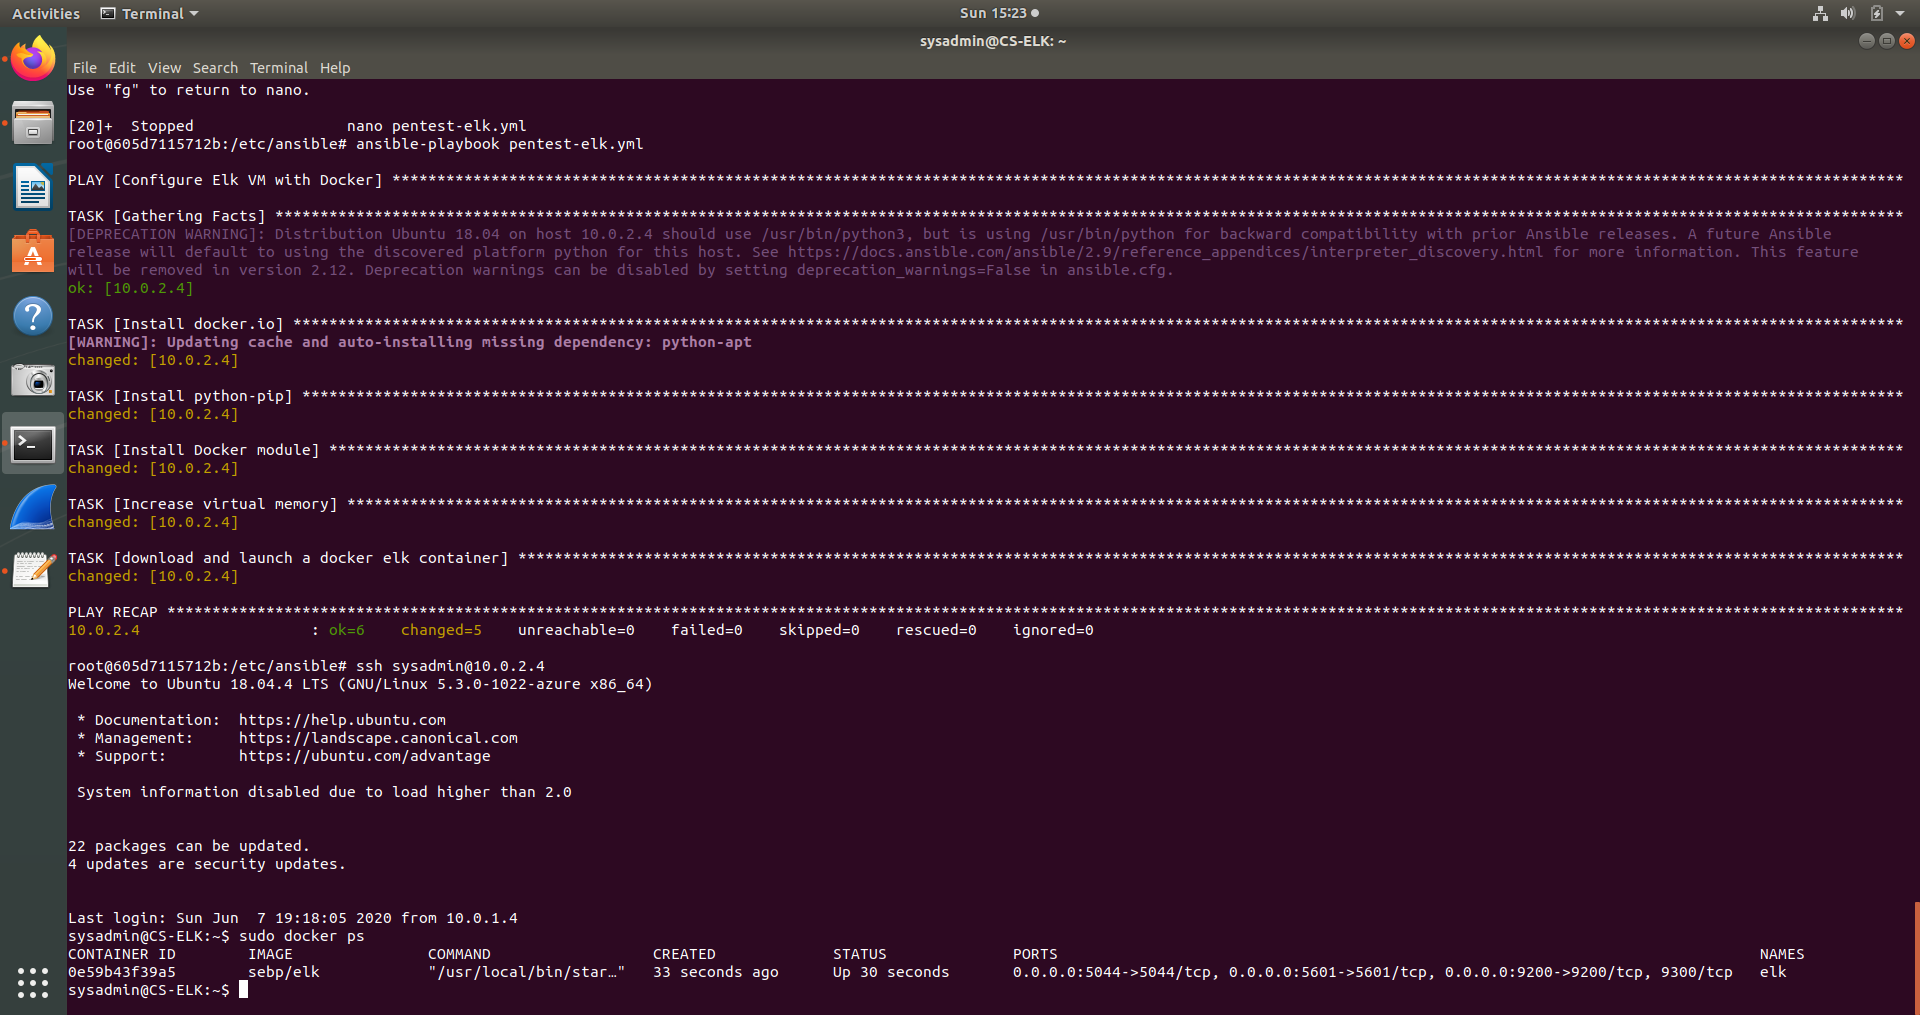 Activities Terminal Sun 15:23
sysadmin@CS-ELK: ~
File Edit View Search Terminal Help
Use "fg" to return to nano.
[20]+  Stopped                 nano pentest-elk.yml
root@605d7115712b:/etc/ansible# ansible-playbook pentest-elk.yml
PLAY [Configure Elk VM with Docker] ************************************************************************************************************************************************************************
TASK [Gathering Facts] *************************************************************************************************************************************************************************************
[DEPRECATION WARNING]: Distribution Ubuntu 18.04 on host 10.0.2.4 should use /usr/bin/python3, but is using /usr/bin/python for backward compatibility with prior Ansible releases. A future Ansible
release will default to using the discovered platform python for this host. See https://docs.ansible.com/ansible/2.9/reference_appendices/interpreter_discovery.html for more information. This feature
will be removed in version 2.12. Deprecation warnings can be disabled by setting deprecation_warnings=False in ansible.cfg.
ok: [10.0.2.4]
TASK [Install docker.io] ***********************************************************************************************************************************************************************************
[WARNING]: Updating cache and auto-installing missing dependency: python-apt
changed: [10.0.2.4]
TASK [Install python-pip] **********************************************************************************************************************************************************************************
changed: [10.0.2.4]
TASK [Install Docker module] *******************************************************************************************************************************************************************************
changed: [10.0.2.4]
TASK [Increase virtual memory] *****************************************************************************************************************************************************************************
changed: [10.0.2.4]
TASK [download and launch a docker elk container] **********************************************************************************************************************************************************
changed: [10.0.2.4]
PLAY RECAP *************************************************************************************************************************************************************************************************
10.0.2.4                   : ok=6    changed=5    unreachable=0    failed=0    skipped=0    rescued=0    ignored=0
root@605d7115712b:/etc/ansible# ssh sysadmin@10.0.2.4
Welcome to Ubuntu 18.04.4 LTS (GNU/Linux 5.3.0-1022-azure x86_64)
* Documentation:  https://help.ubuntu.com
* Management:     https://landscape.canonical.com
* Support:        https://ubuntu.com/advantage
System information disabled due to load higher than 2.0
22 packages can be updated.
4 updates are security updates.
Last login: Sun Jun  7 19:18:05 2020 from 10.0.1.4
sysadmin@CS-ELK:~$ sudo docker ps
CONTAINER ID        IMAGE               COMMAND                  CREATED             STATUS              PORTS                                                                              NAMES
0e59b43f39a5        sebp/elk            "/usr/local/bin/star…"   33 seconds ago      Up 30 seconds       0.0.0.0:5044->5044/tcp, 0.0.0.0:5601->5601/tcp, 0.0.0.0:9200->9200/tcp, 9300/tcp   elk
sysadmin@CS-ELK:~$